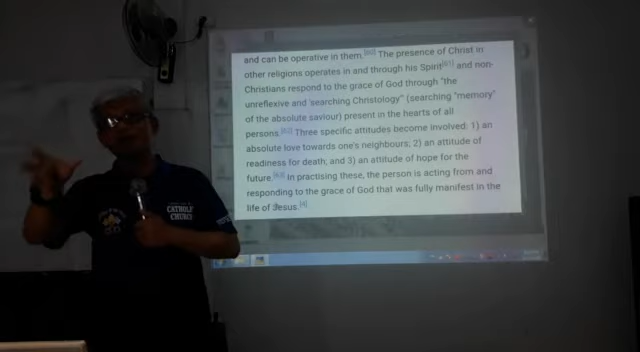 and can be operative in them.[60] The presence of Christ in
other religions operates in and through his Spirit[61] and non-
Christians respond to the grace of God through "the
unreflexive and 'searching Christology'" (searching "memory"
of the absolute saviour) present in the hearts of all
persons.[62] Three specific attitudes become involved: 1) an
absolute love towards one's neighbours; 2) an attitude of
readiness for death; and 3) an attitude of hope for the
future.[63] In practising these, the person is acting from and
responding to the grace of God that was fully manifest in the
life of Jesus.[4]
CATHOLIC
CHURCH